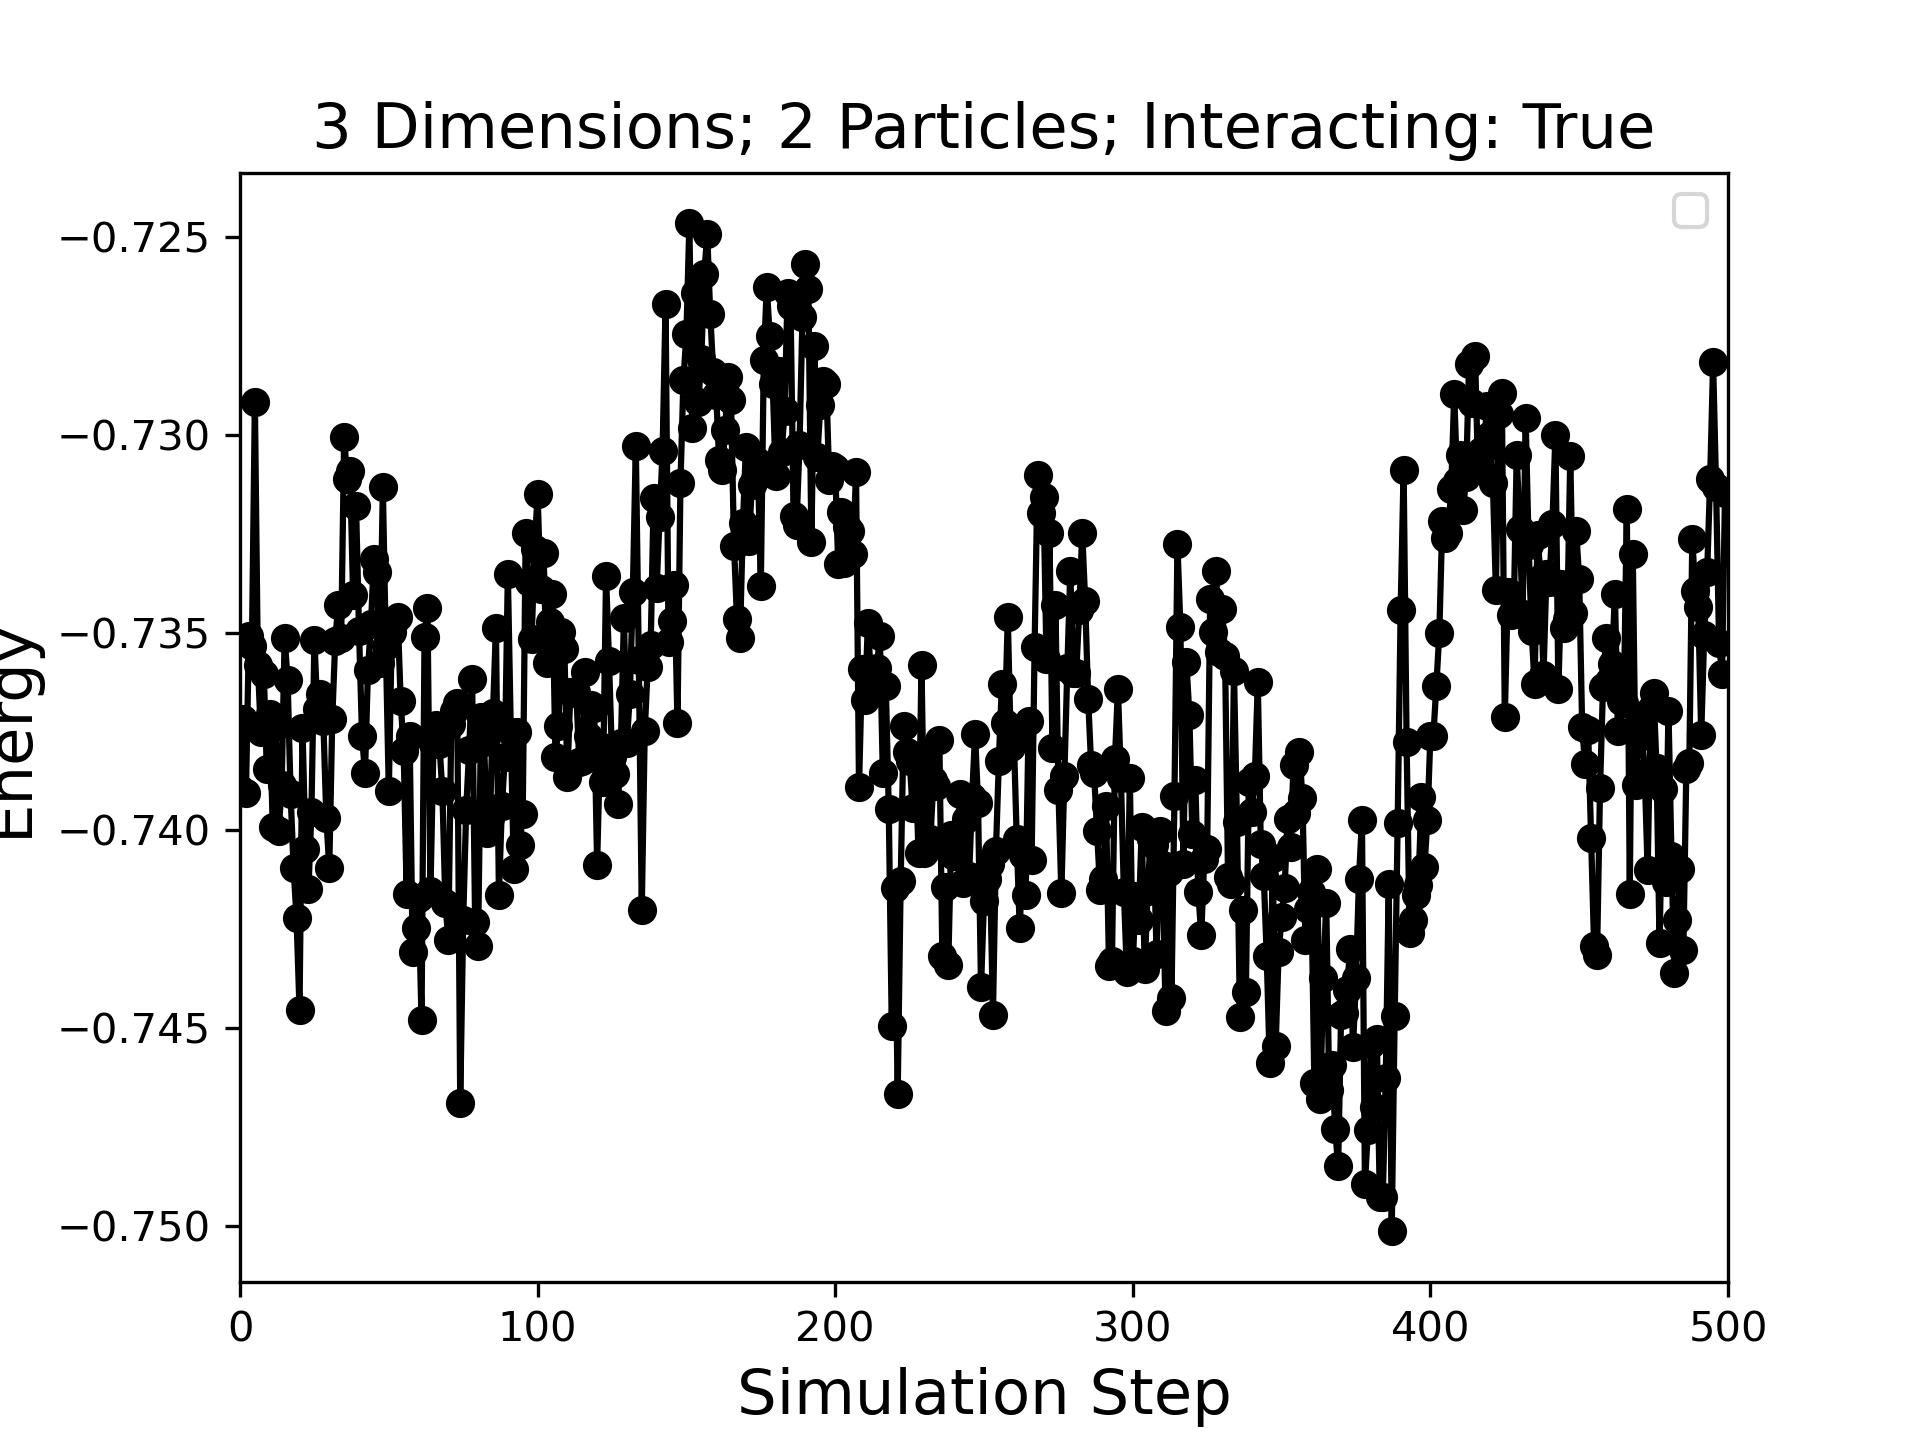 3 Dimensions; 2 Particles; Interacting: True
Energy
−0.725
−0.730
−0.735
−0.740
−0.745
−0.750
0 100 200 300 400 500
Simulation Step